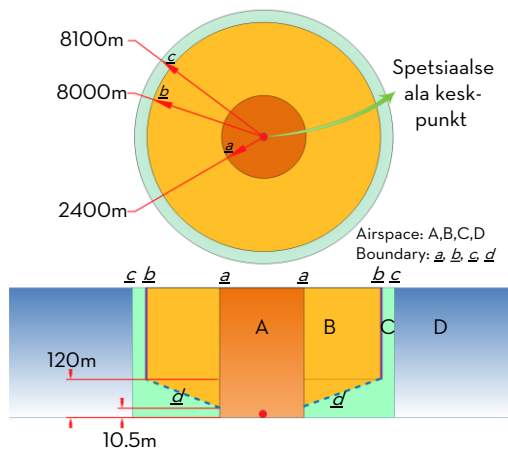 8100m
c
8000m
b
a
2400m
Spetsiaalse
ala kesk-
punkt
Airspace: A,B,C,D
Boundary: a, b, c, d
c b a a b c
A B C D
120m
d d
10.5m